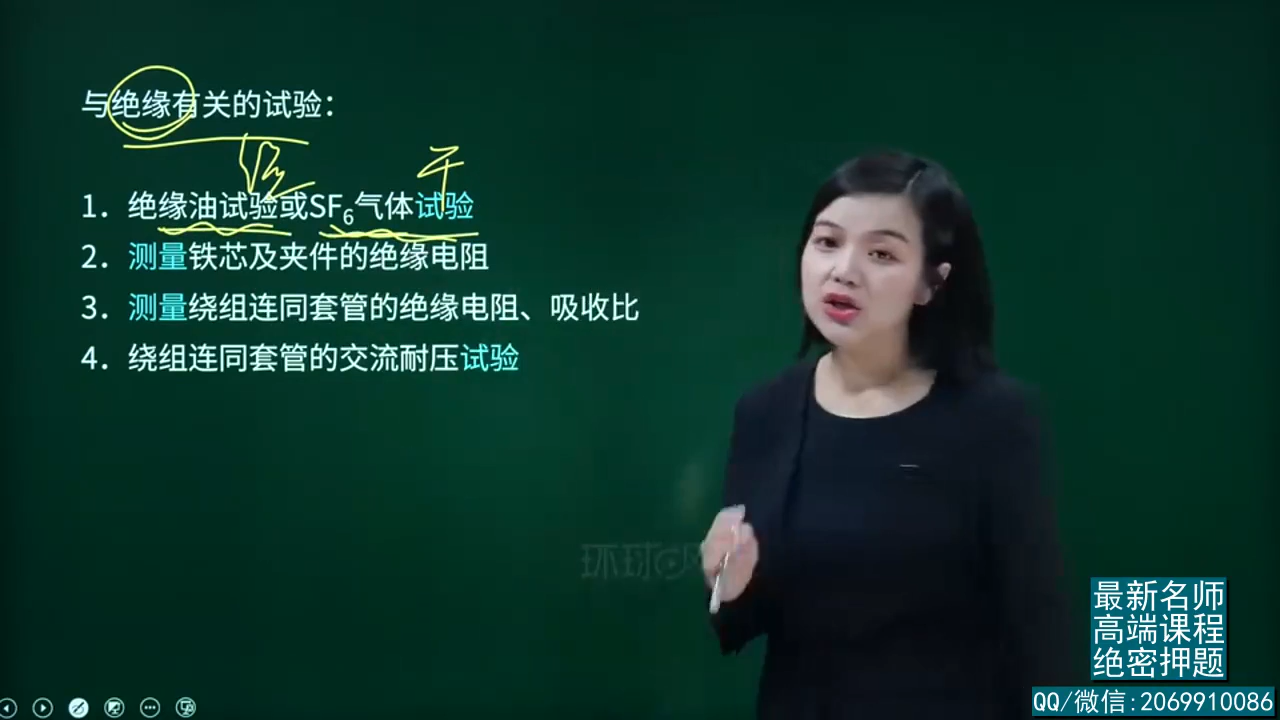 与绝缘有关的试验：
干
1. 绝缘油试验或SF6气体试验
2. 测量铁芯及夹件的绝缘电阻
3. 测量绕组连同套管的绝缘电阻、吸收比
4. 绕组连同套管的交流耐压试验
环球
最新名师
高端课程
绝密押题
QQ/微信:2069910086